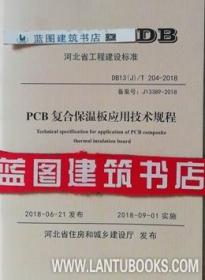 蓝图建筑书店
DB
河北省工程建设标准
DB13(J)/T 204-2018
备案号：J13389-2018
PCB复合保温板应用技术规程
Technical specification for application of PCB composite
thermal insulation board
蓝图建筑书店
2018-06-21 发布
2018-09-01 实施
河北省住房和城乡建设厅 发布
WWW.LANTUBOOKS.COM